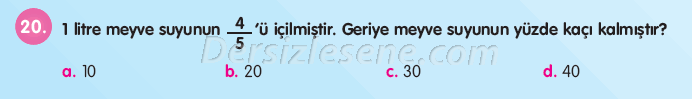 20. 1 litre meyve suyunun 4/5 'ü içilmiştir. Geriye meyve suyunun yüzde kaçı kalmıştır?
Dersizlesene.com
a. 10 b. 20 c. 30 d. 40